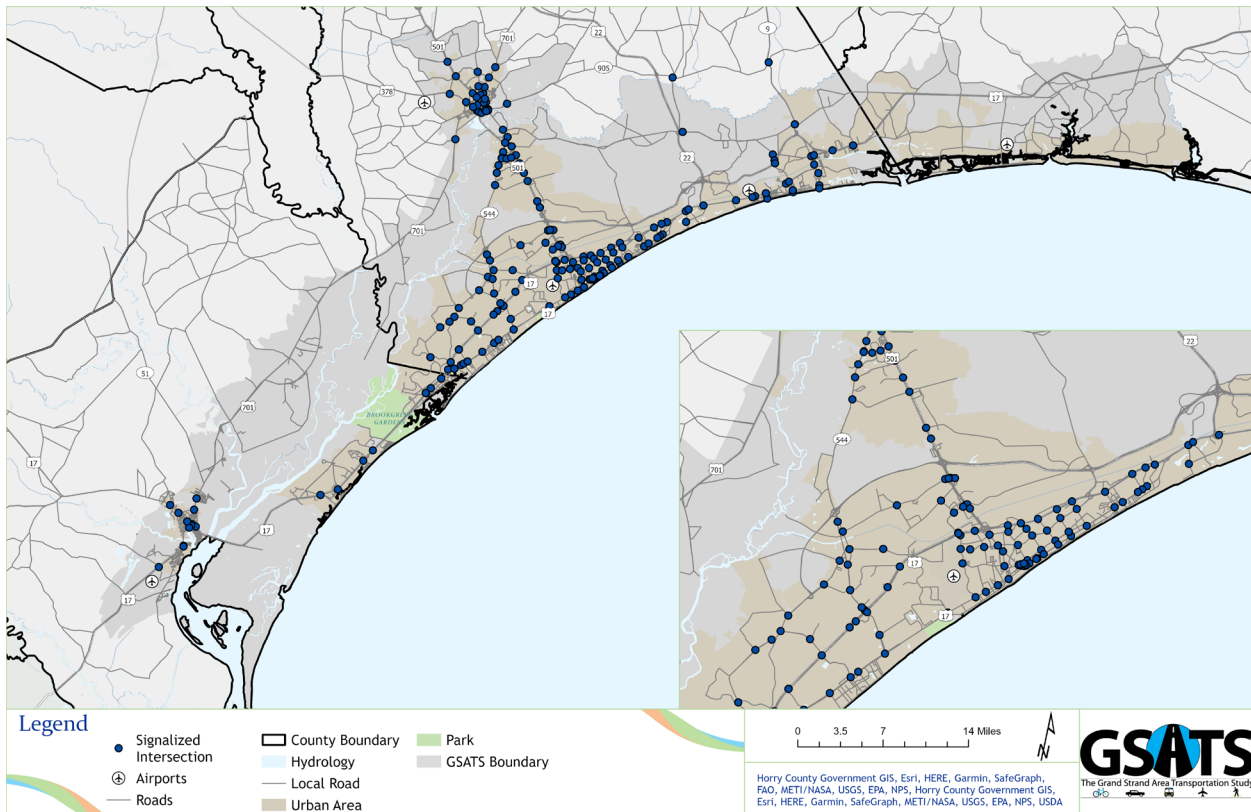 701
22
501
9
905
378
17
22
501
544
701
17
17
51
701
17
17
17
BROOKGREEN
GARDENS
501
22
544
701
17
17
Legend
Signalized
Intersection
Airports
Roads
County Boundary
Hydrology
Local Road
Urban Area
Park
GSATS Boundary
0 3.5 7 14 Miles
N
Horry County Government GIS, Esri, HERE, Garmin, SafeGraph,
FAO, METI/NASA, USGS, EPA, NPS, Horry County Government GIS,
Esri, HERE, Garmin, SafeGraph, METI/NASA, USGS, EPA, NPS, USDA
GSATS
The Grand Strand Area Transportation Study